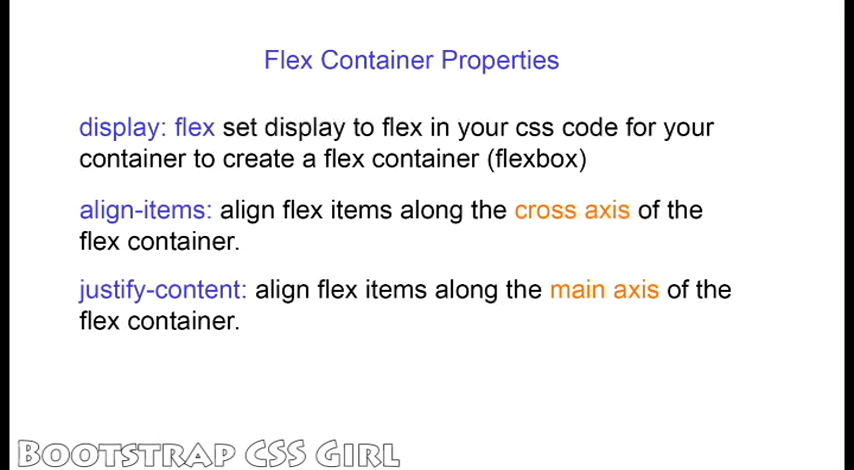 Flex Container Properties
display: flex set display to flex in your css code for your
container to create a flex container (flexbox)
align-items: align flex items along the cross axis of the
flex container.
justify-content: align flex items along the main axis of the
flex container.
Bootstrap CSS Girl